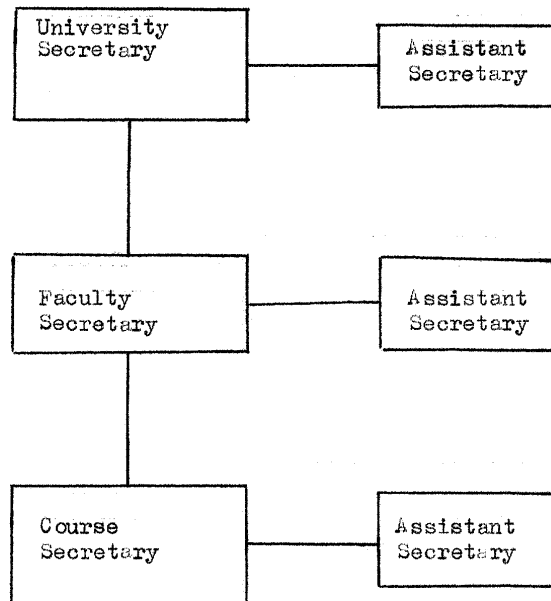 University
Secretary
Assistant
Secretary
Faculty
Secretary
Assistant
Secretary
Course
Secretary
Assistant
Secretary